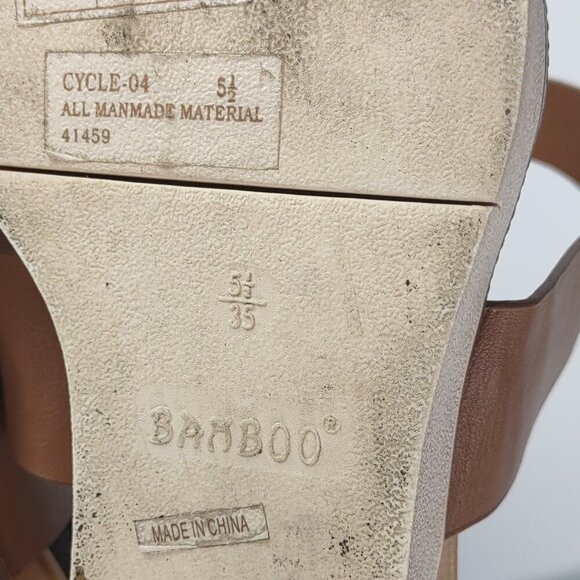 CYCLE-04 5½
ALL MANMADE MATERIAL
41459
5½
35
BAMBOO®
MADE IN CHINA